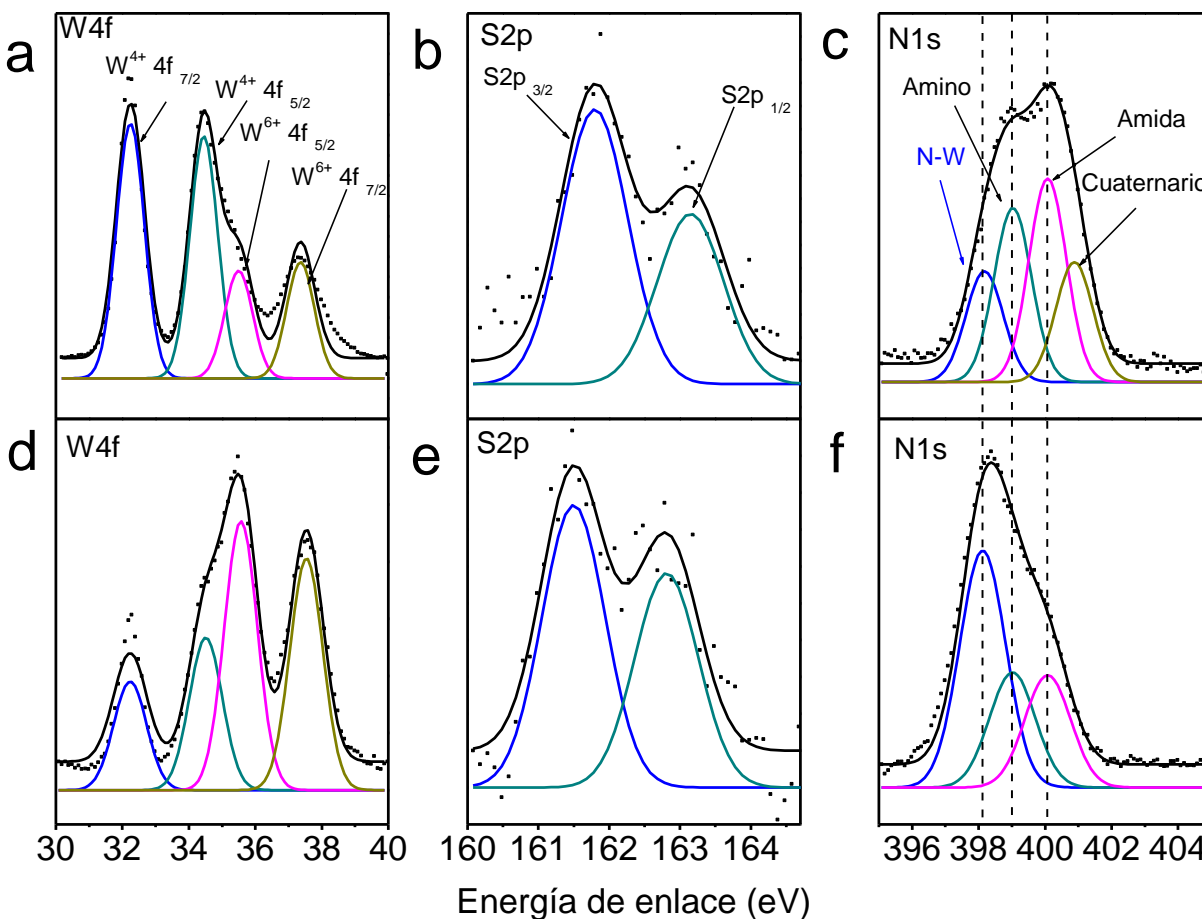 a
W4f
W4+ 4f 7/2
W4+ 4f 5/2
W6+ 4f 5/2
W6+ 4f 7/2
b
S2p
S2p 3/2
S2p 1/2
c
N1s
Amino
Amida
N-W
Cuaternario
d
W4f
e
S2p
f
N1s
30 32 34 36 38 40
160 161 162 163 164
396 398 400 402 404
Energía de enlace (eV)